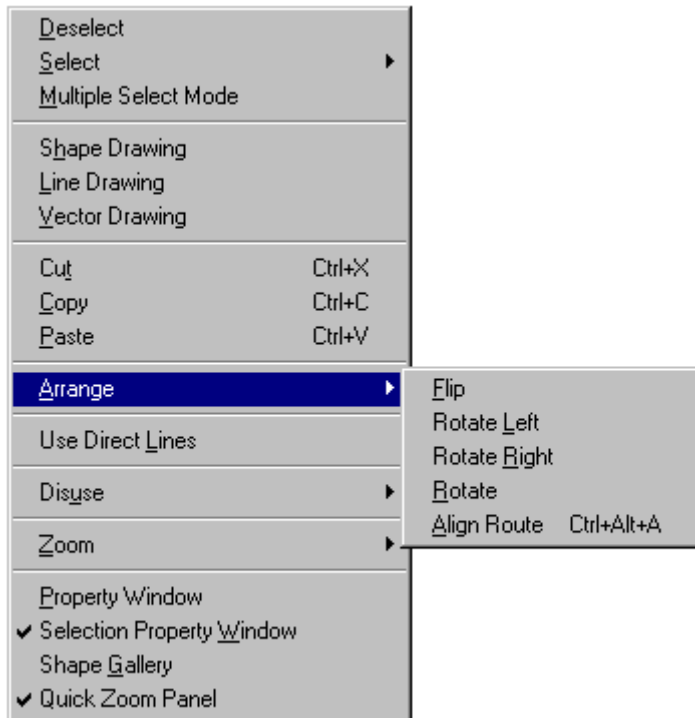 Deselect
Select
Multiple Select Mode
Shape Drawing
Line Drawing
Vector Drawing
Cut Ctrl+X
Copy Ctrl+C
Paste Ctrl+V
Arrange
Flip
Rotate Left
Rotate Right
Rotate
Align Route Ctrl+Alt+A
Use Direct Lines
Disuse
Zoom
Property Window
Selection Property Window
Shape Gallery
Quick Zoom Panel